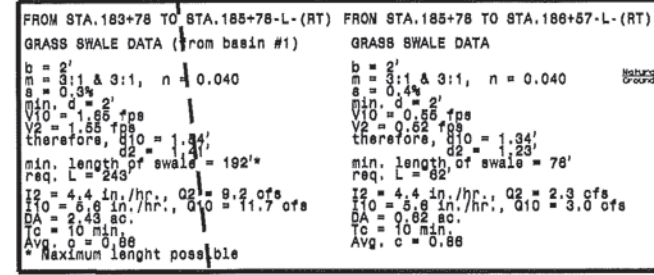 FROM STA.183+78 TO STA.185+78-L-(RT)
GRASS SWALE DATA (from basin #1)
b = 2'
m = 3:1 & 3:1, n = 0.040
s = 0.3%
min. d = 2'
V10 = 1.65 fps
V2 = 1.55 fps
therefore, d10 = 1.54'
d2 = 1.41'
min. length of swale = 192'*
req. L = 243'
I2 = 4.4 in./hr., Q2 = 9.2 cfs
I10 = 5.6 in./hr., Q10 = 11.7 cfs
DA = 2.43 ac.
Tc = 10 min.
Avg. c = 0.86
* Maximum lenght possible
FROM STA.185+78 TO STA.186+57-L-(RT)
GRASS SWALE DATA
b = 2'
m = 3:1 & 3:1, n = 0.040
s = 0.4%
min. d = 2'
V10 = 0.55 fps
V2 = 0.52 fps
therefore, d10 = 1.34'
d2 = 1.23'
min. length of swale = 76'
req. L = 62'
I2 = 4.4 in./hr., Q2 = 2.3 cfs
I10 = 5.6 in./hr., Q10 = 3.0 cfs
DA = 0.62 ac.
Tc = 10 min.
Avg. c = 0.86
Natural
Ground